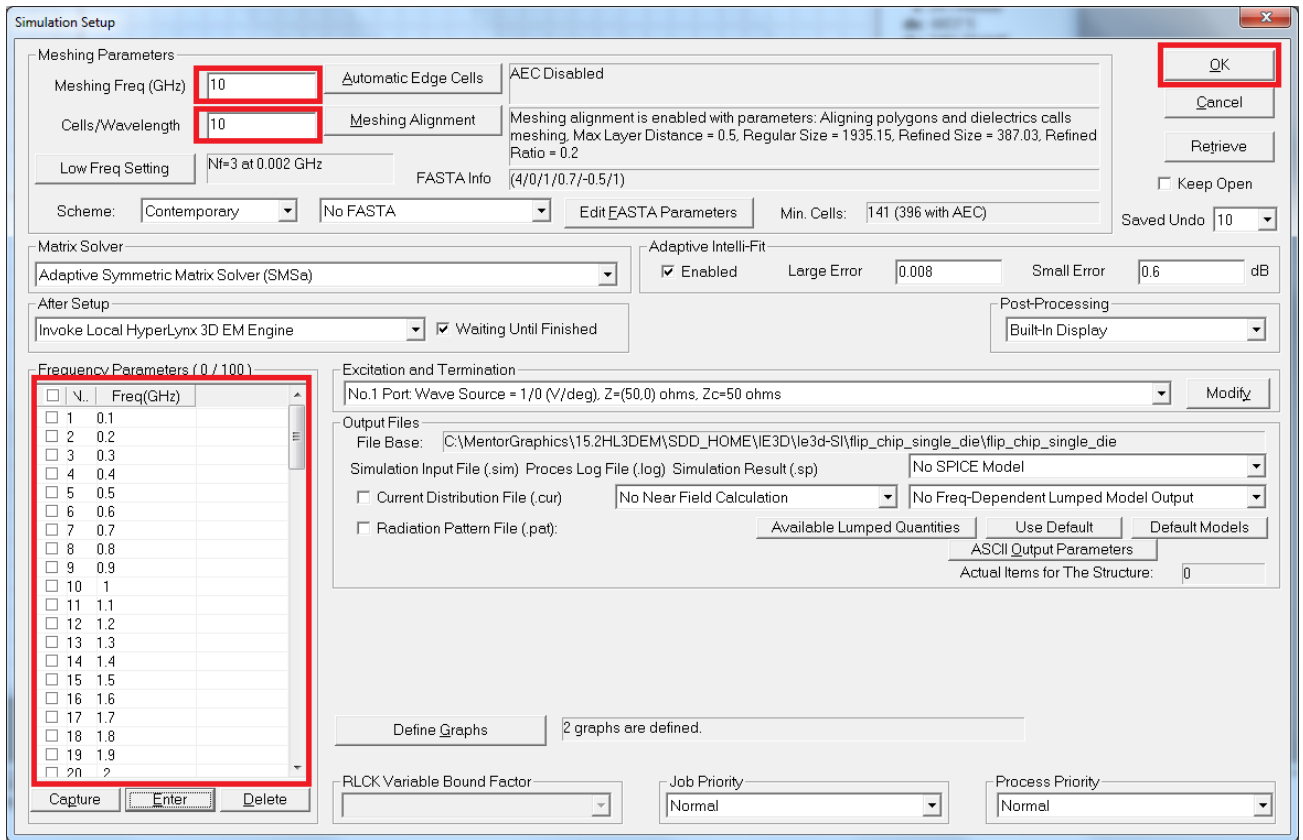 Simulation Setup
Meshing Parameters
Meshing Freq (GHz) 10 Automatic Edge Cells AEC Disabled
OK
Cells/Wavelength 10 Meshing Alignment Meshing alignment is enabled with parameters: Aligning polygons and dielectrics calls
meshing, Max Layer Distance = 0.5, Regular Size = 1935.15, Refined Size = 387.03, Refined
Ratio = 0.2
Cancel
Retrieve
Low Freq Setting Nf=3 at 0.002 GHz FASTA Info (4/0/1/0.7/-0.5/1)
Keep Open
Scheme: Contemporary No FASTA Edit FASTA Parameters Min. Cells: 141 (396 with AEC)
Saved Undo 10
Matrix Solver
Adaptive Symmetric Matrix Solver (SMSa)
Adaptive Intelli-Fit
Enabled Large Error 0.008 Small Error 0.6 dB
After Setup
Invoke Local HyperLynx 3D EM Engine Waiting Until Finished
Post-Processing
Built-In Display
Frequency Parameters ( 0 / 100 )
N.. Freq(GHz)
1 0.1
2 0.2
3 0.3
4 0.4
5 0.5
6 0.6
7 0.7
8 0.8
9 0.9
10 1
11 1.1
12 1.2
13 1.3
14 1.4
15 1.5
16 1.6
17 1.7
18 1.8
19 1.9
20 2
Capture Enter Delete
Excitation and Termination
No.1 Port: Wave Source = 1/0 (V/deg), Z=(50,0) ohms, Zc=50 ohms Modify
Output Files
File Base: C:\MentorGraphics\15.2HL3DEM\SDD_HOME\IE3D\Ie3d-SI\flip_chip_single_die\flip_chip_single_die
Simulation Input File (.sim) Proces Log File (.log) Simulation Result (.sp) No SPICE Model
Current Distribution File (.cur) No Near Field Calculation No Freq-Dependent Lumped Model Output
Radiation Pattern File (.pat): Available Lumped Quantities Use Default Default Models
ASCII Output Parameters
Actual Items for The Structure: 0
Define Graphs 2 graphs are defined.
RLCK Variable Bound Factor
Job Priority
Normal
Process Priority
Normal